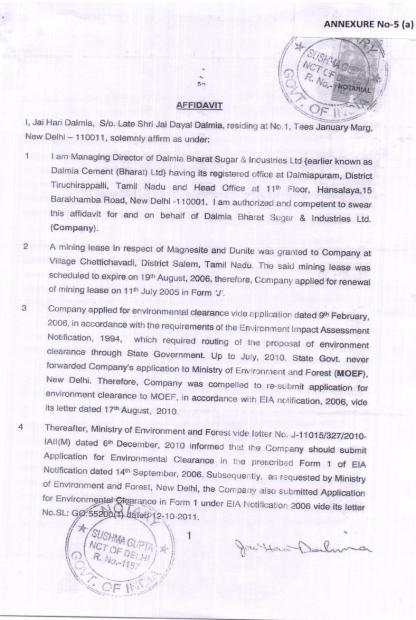 ANNEXURE No-5 (a)
SUSHMA GUPTA
NCT OF DELHI
R. No.-
NOTARIAL
GOVT. OF INDIA
AFFIDAVIT
I, Jai Hari Dalmia, S/o. Late Shri Jai Dayal Dalmia, residing at No.1, Tees January Marg,
New Delhi – 110011, solemnly affirm as under:
1 I am Managing Director of Dalmia Bharat Sugar & Industries Ltd {earlier known as
Dalmia Cement (Bharat) Ltd} having its registered office at Dalmiapuram, District
Tiruchirappalli, Tamil Nadu and Head Office at 11th Floor, Hansalaya,15
Barakhamba Road, New Delhi -110001. I am authorized and competent to swear
this affidavit for and on behalf of Dalmia Bharat Sugar & Industries Ltd.
(Company).
2 A mining lease in respect of Magnesite and Dunite was granted to Company at
Village Chettichavadi, District Salem, Tamil Nadu. The said mining lease was
scheduled to expire on 19th August, 2006, therefore, Company applied for renewal
of mining lease on 11th July 2005 in Form 'J'.
3 Company applied for environmental clearance vide application dated 9th February,
2006, in accordance with the requirements of the Environment Impact Assessment
Notification, 1994, which required routing of the proposal of environment
clearance through State Government. Up to July, 2010, State Govt. never
forwarded Company's application to Ministry of Environment and Forest (MOEF),
New Delhi. Therefore, Company was compelled to re-submit application for
environment clearance to MOEF, in accordance with EIA notification, 2006, vide
its letter dated 17th August, 2010.
4 Thereafter, Ministry of Environment and Forest vide letter No. J-11015/327/2010-
IAII(M) dated 6th December, 2010 informed that the Company should submit
Application for Environmental Clearance in the prescribed Form 1 of EIA
Notification dated 14th September, 2006. Subsequently, as requested by Ministry
of Environment and Forest, New Delhi, the Company also submitted Application
for Environmental Clearance in Form 1 under EIA Notification 2006 vide its letter
No.SL: GO:55200(1) dated 12-10-2011.
NOTARY
SUSHMA GUPTA
NCT OF DELHI
R. No.-1187
GOVT. OF INDIA
1
Jai Hari Dalmia